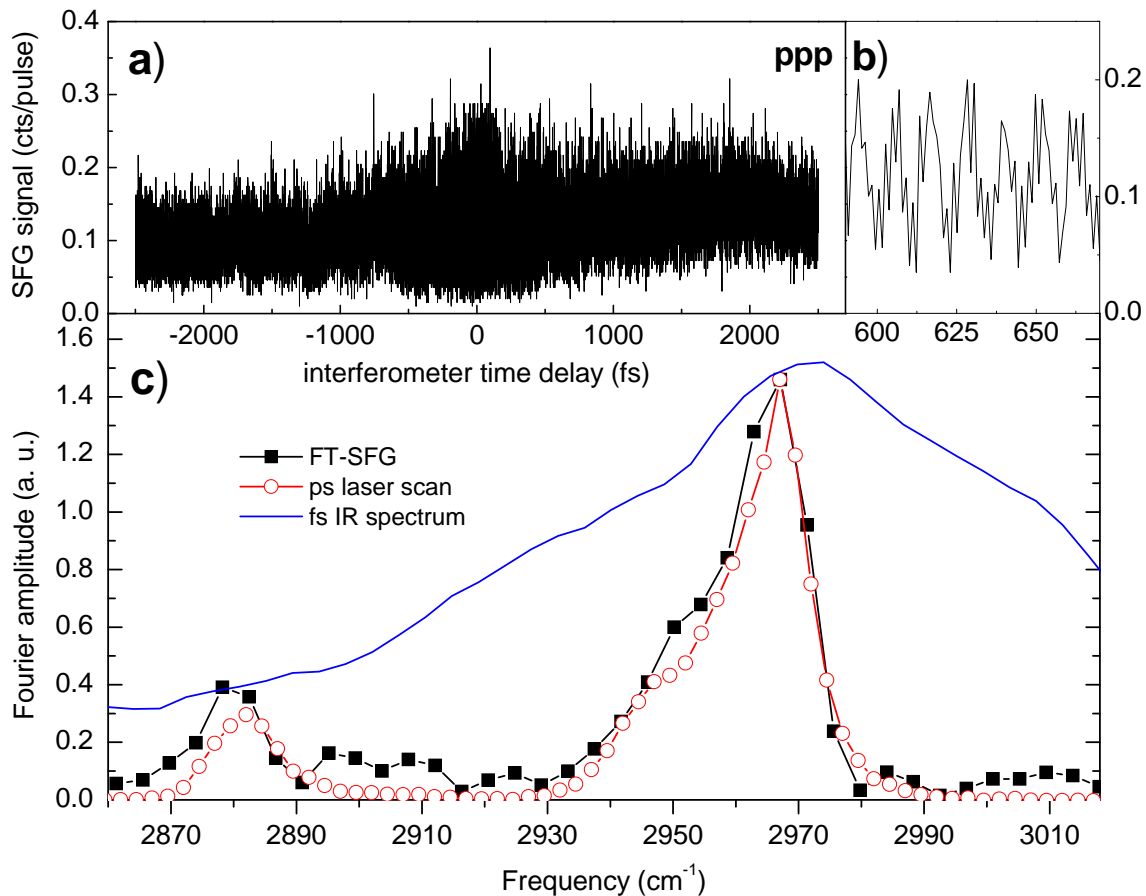 a)
ppp
b)
SFG signal (cts/pulse)
0.4
0.3
0.2
0.1
0.0
0.2
0.1
0.0
-2000 -1000 0 1000 2000
600 625 650
interferometer time delay (fs)
c)
Fourier amplitude (a. u.)
1.6
1.4
1.2
1.0
0.8
0.6
0.4
0.2
0.0
FT-SFG
ps laser scan
fs IR spectrum
2870 2890 2910 2930 2950 2970 2990 3010
Frequency (cm-1)